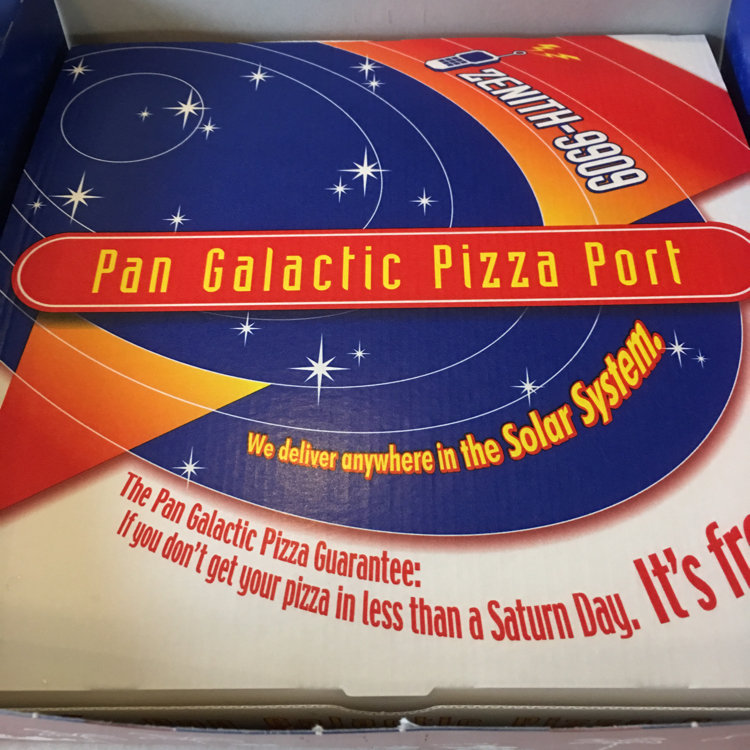 ZENITH-9909
Pan Galactic Pizza Port
We deliver anywhere in the Solar System.
The Pan Galactic Pizza Guarantee:
If you don't get your pizza in less than a Saturn Day. It's